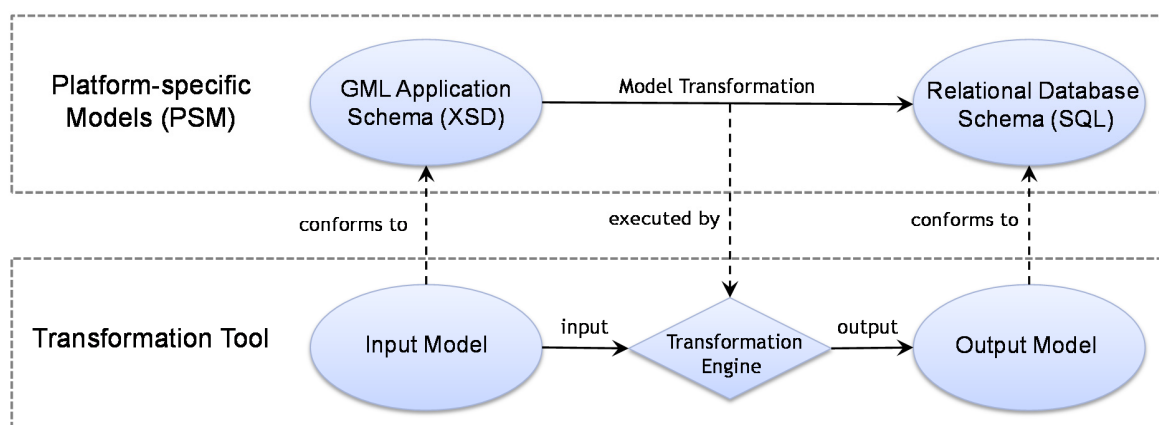 Platform-specific
Models (PSM)
GML Application
Schema (XSD)
Model Transformation
Relational Database
Schema (SQL)
conforms to
executed by
conforms to
Transformation Tool
Input Model
input
Transformation
Engine
output
Output Model